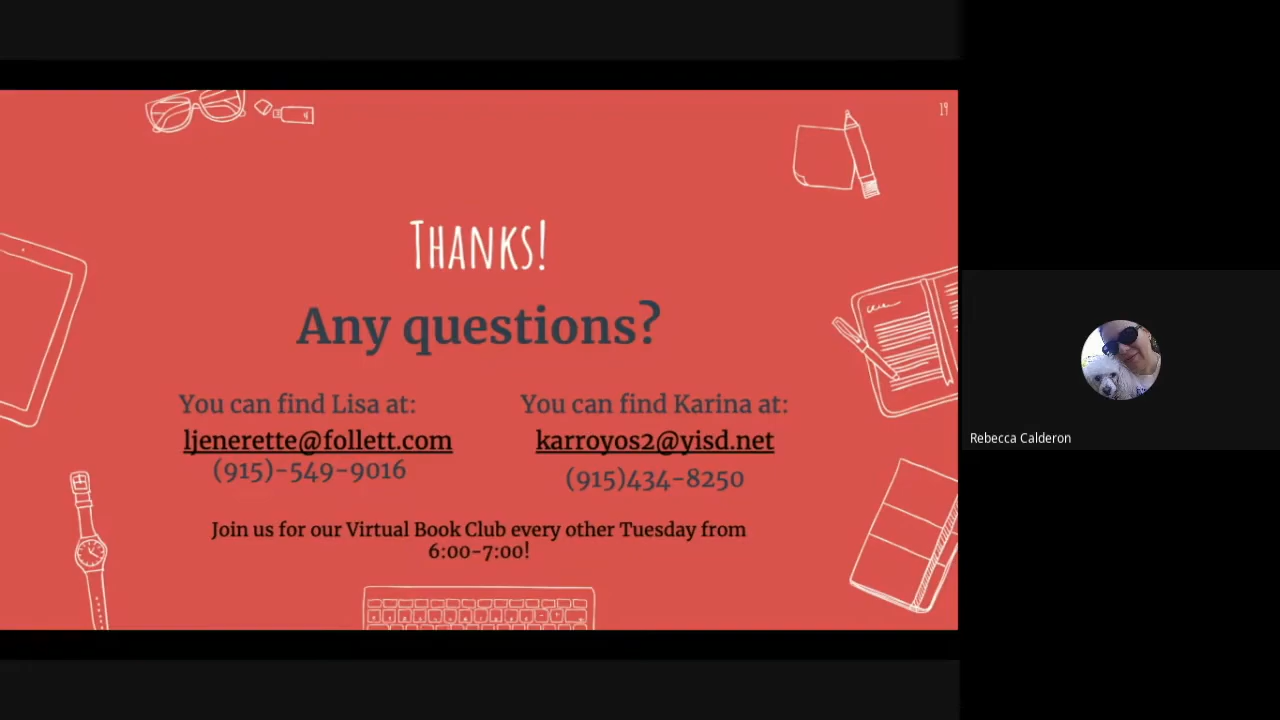 19
Thanks!
Any questions?
You can find Lisa at:
ljenerette@follett.com
(915)-549-9016
You can find Karina at:
karroyos2@yisd.net
(915)434-8250
Join us for our Virtual Book Club every other Tuesday from
6:00-7:00!
Rebecca Calderon